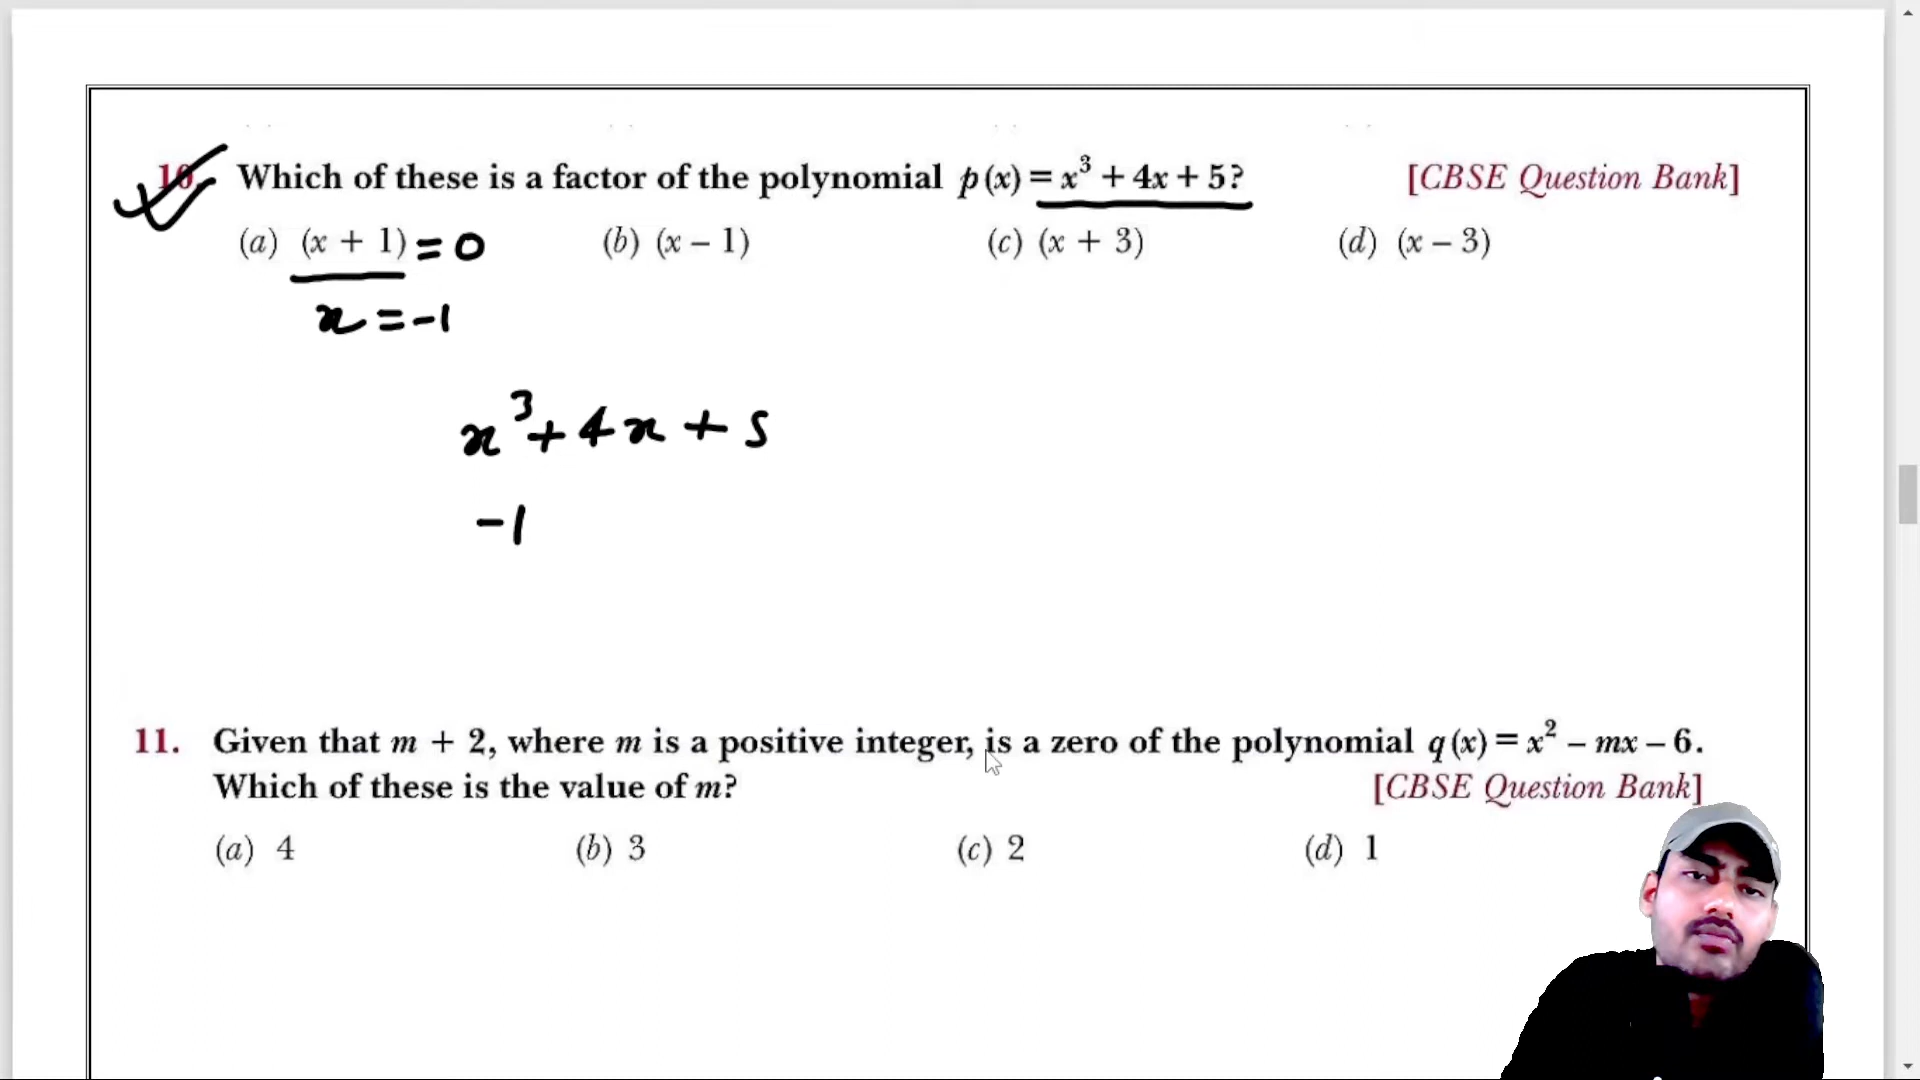 10. Which of these is a factor of the polynomial p(x) = x³ + 4x + 5? [CBSE Question Bank]
(a) (x + 1) = 0 (b) (x – 1) (c) (x + 3) (d) (x – 3)
x = -1
x³ + 4x + 5
-1
11. Given that m + 2, where m is a positive integer, is a zero of the polynomial q(x) = x² – mx – 6.
Which of these is the value of m? [CBSE Question Bank]
(a) 4 (b) 3 (c) 2 (d) 1